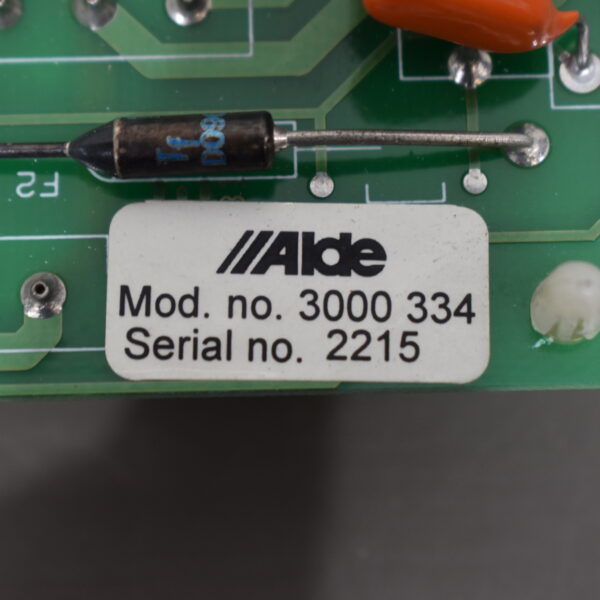 F2
///Alde
Mod. no. 3000 334
Serial no. 2215